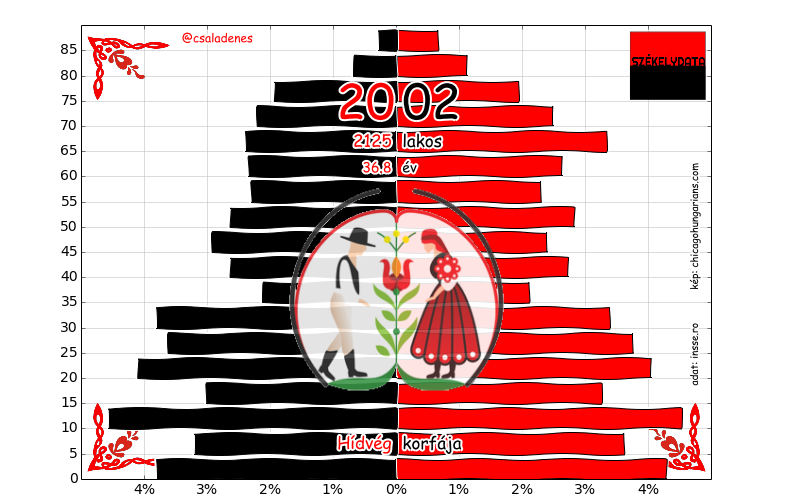 @csaladenes
SZÉKELYDATA
2002
2125 lakos
36.8 év
kép: chicagohungarians.com
adat: insse.ro
Hídvég korfája
85
80
75
70
65
60
55
50
45
40
35
30
25
20
15
10
5
0
4% 3% 2% 1% 0% 1% 2% 3% 4%